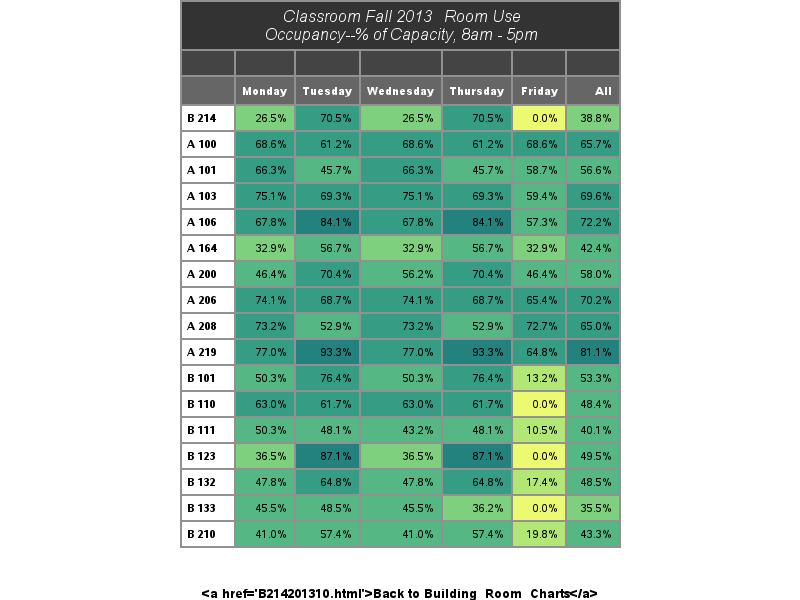 Classroom Fall 2013 Room Use
Occupancy--% of Capacity, 8am - 5pm
Monday Tuesday Wednesday Thursday Friday All
B 214 26.5% 70.5% 26.5% 70.5% 0.0% 38.8%
A 100 68.6% 61.2% 68.6% 61.2% 68.6% 65.7%
A 101 66.3% 45.7% 66.3% 45.7% 58.7% 56.6%
A 103 75.1% 69.3% 75.1% 69.3% 59.4% 69.6%
A 106 67.8% 84.1% 67.8% 84.1% 57.3% 72.2%
A 164 32.9% 56.7% 32.9% 56.7% 32.9% 42.4%
A 200 46.4% 70.4% 56.2% 70.4% 46.4% 58.0%
A 206 74.1% 68.7% 74.1% 68.7% 65.4% 70.2%
A 208 73.2% 52.9% 73.2% 52.9% 72.7% 65.0%
A 219 77.0% 93.3% 77.0% 93.3% 64.8% 81.1%
B 101 50.3% 76.4% 50.3% 76.4% 13.2% 53.3%
B 110 63.0% 61.7% 63.0% 61.7% 0.0% 48.4%
B 111 50.3% 48.1% 43.2% 48.1% 10.5% 40.1%
B 123 36.5% 87.1% 36.5% 87.1% 0.0% 49.5%
B 132 47.8% 64.8% 47.8% 64.8% 17.4% 48.5%
B 133 45.5% 48.5% 45.5% 36.2% 0.0% 35.5%
B 210 41.0% 57.4% 41.0% 57.4% 19.8% 43.3%
<a href='B214201310.html'>Back to Building Room Charts</a>